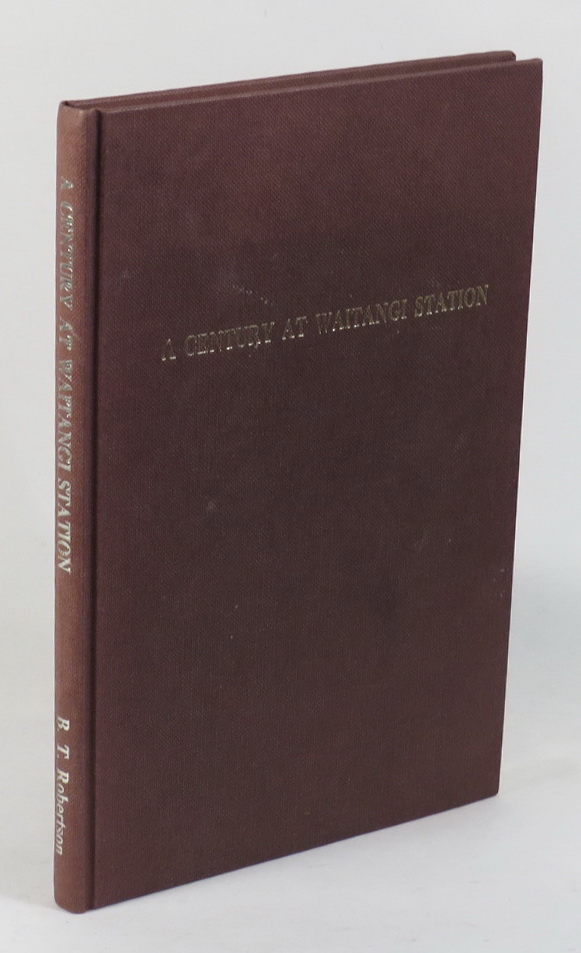 A CENTURY AT WAITANGI STATION
A CENTURY AT WAITANGI STATION
B. T. Robertson